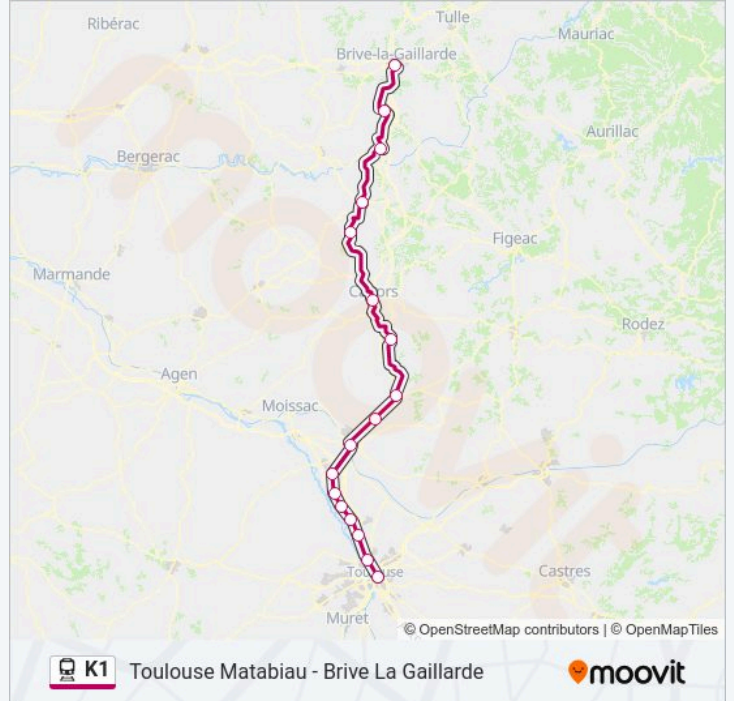 Ribérac
Tulle
Mauriac
Brive-la-Gaillarde
Aurillac
Bergerac
Figeac
Marmande
Cahors
Rodez
Agen
Moissac
moovit
Toulouse
Castres
Muret
© OpenStreetMap contributors | © OpenMapTiles
K1 Toulouse Matabiau - Brive La Gaillarde
moovit